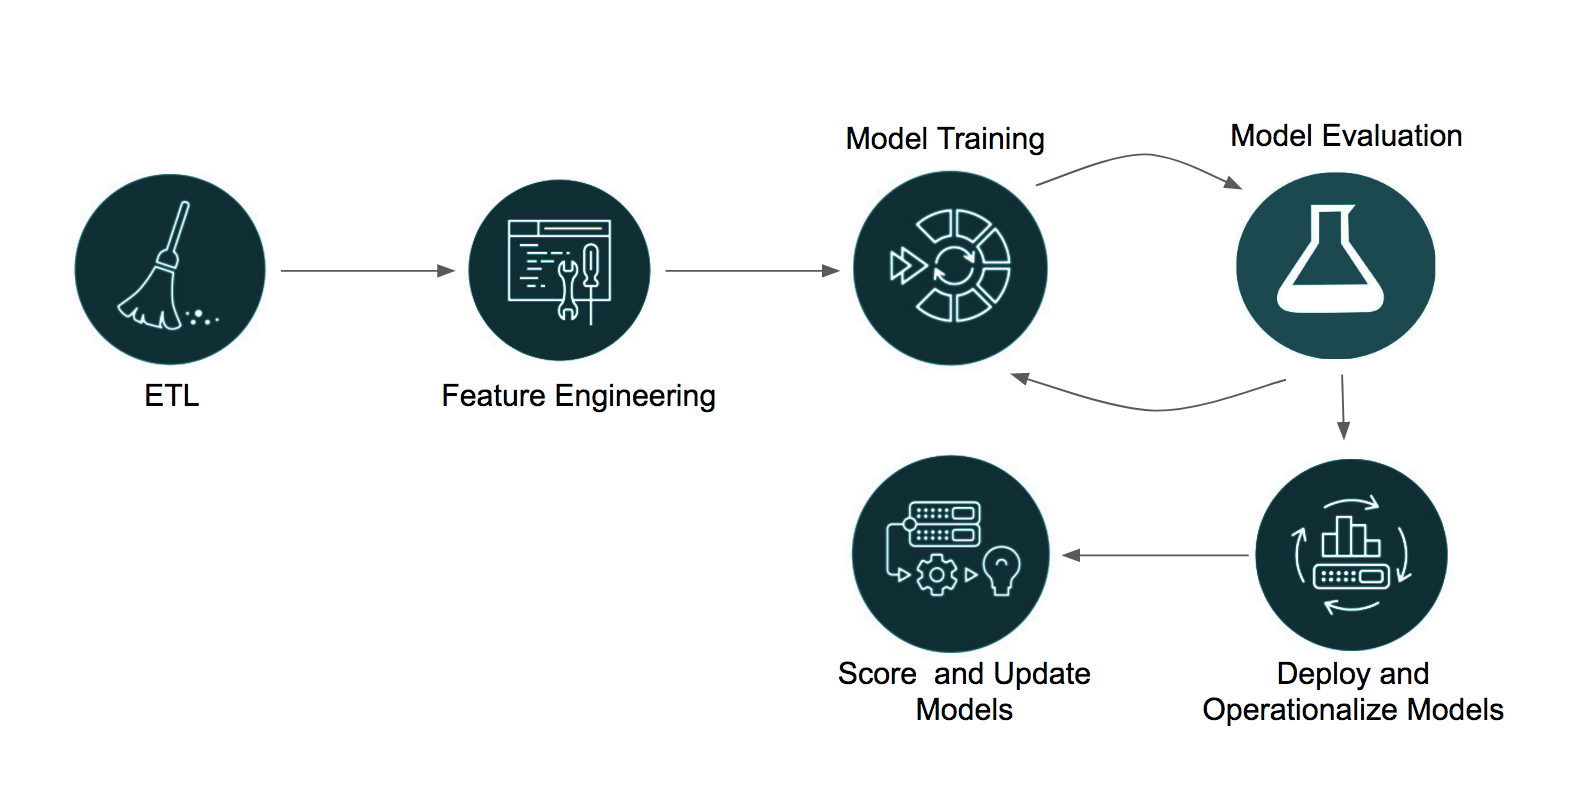 ETL
Feature Engineering
Model Training
Model Evaluation
Score  and Update
Models
Deploy and
Operationalize Models